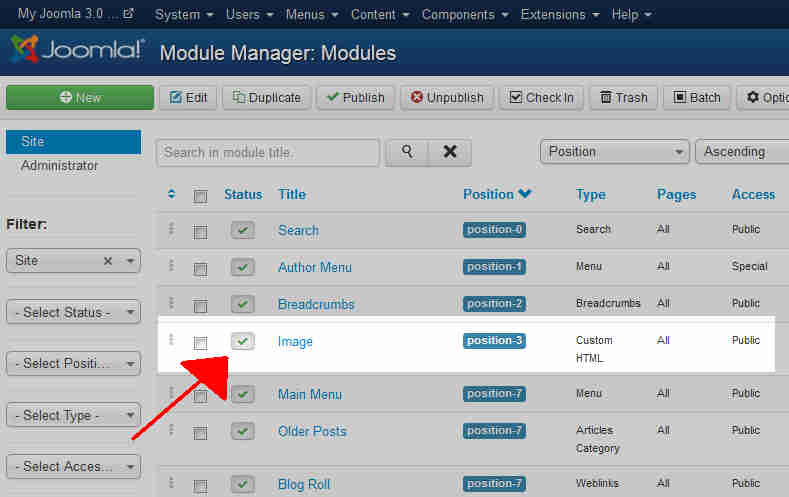 My Joomla 3.0 ... System Users Menus Content Components Extensions Help
Joomla!® Module Manager: Modules
New Edit Duplicate Publish Unpublish Check In Trash Batch Optio
Site
Administrator
Search in module title. Position Ascending
Status Title Position Type Pages Access
Filter:
Search position-0 Search All Public
Site
Author Menu position-1 Menu All Special
- Select Status -
Breadcrumbs position-2 Breadcrumbs All Public
Image position-3 Custom HTML All Public
- Select Positi...
Main Menu position-7 Menu All Public
- Select Type -
Older Posts position-7 Articles Category All Public
- Select Acces...
Blog Roll position-7 Weblinks All Public